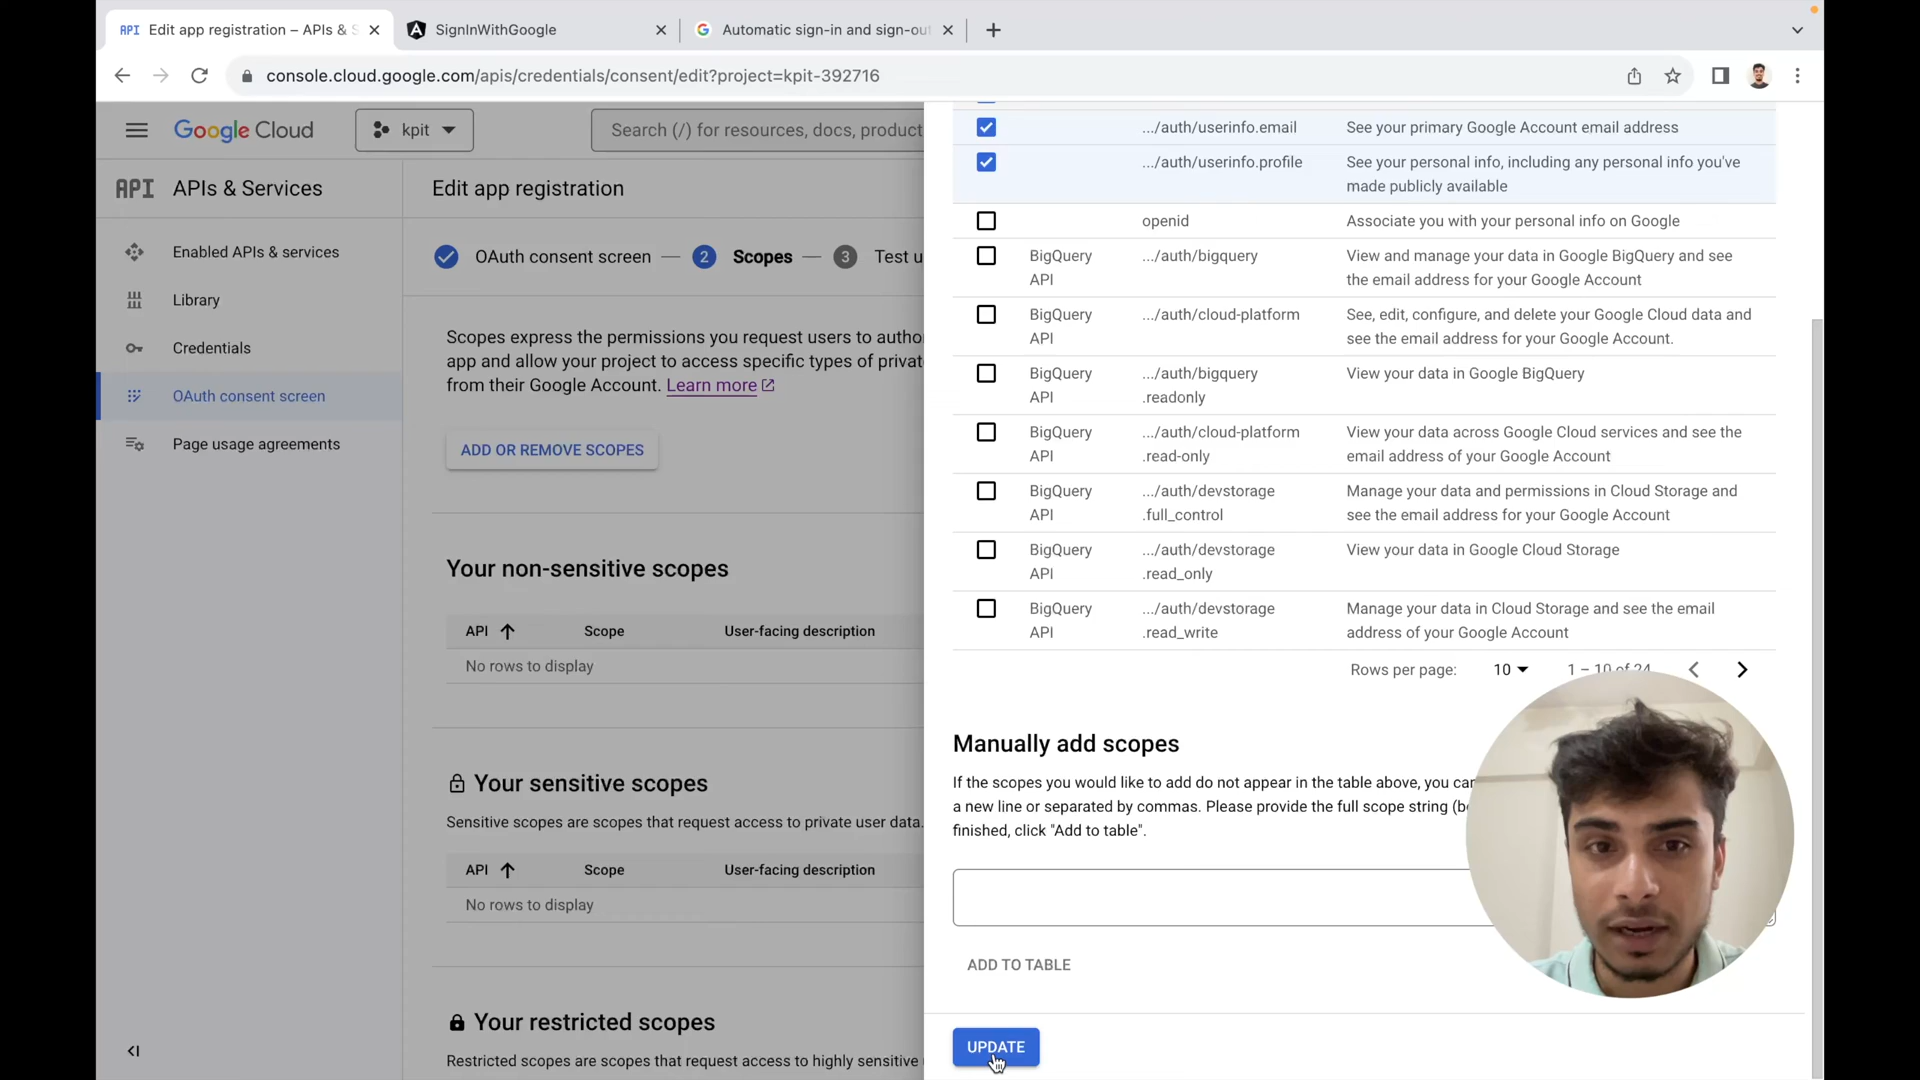 Edit app registration – APIs & S
SignInWithGoogle
Automatic sign-in and sign-out
console.cloud.google.com/apis/credentials/consent/edit?project=kpit-392716
Google Cloud
kpit
Search (/) for resources, docs, product
API APIs & Services
Enabled APIs & services
Library
Credentials
OAuth consent screen
Page usage agreements
Edit app registration
OAuth consent screen — 2 Scopes — 3 Test u
Scopes express the permissions you request users to autho
app and allow your project to access specific types of private
from their Google Account. Learn more
ADD OR REMOVE SCOPES
Your non-sensitive scopes
API Scope User-facing description
No rows to display
Your sensitive scopes
Sensitive scopes are scopes that request access to private user data.
API Scope User-facing description
No rows to display
Your restricted scopes
Restricted scopes are scopes that request access to highly sensitive
.../auth/userinfo.email See your primary Google Account email address
.../auth/userinfo.profile See your personal info, including any personal info you've
made publicly available
openid Associate you with your personal info on Google
BigQuery .../auth/bigquery View and manage your data in Google BigQuery and see
API the email address for your Google Account
BigQuery .../auth/cloud-platform See, edit, configure, and delete your Google Cloud data and
API see the email address for your Google Account.
BigQuery .../auth/bigquery View your data in Google BigQuery
API .readonly
BigQuery .../auth/cloud-platform View your data across Google Cloud services and see the
API .read-only email address of your Google Account
BigQuery .../auth/devstorage Manage your data and permissions in Cloud Storage and
API .full_control see the email address for your Google Account
BigQuery .../auth/devstorage View your data in Google Cloud Storage
API .read_only
BigQuery .../auth/devstorage Manage your data in Cloud Storage and see the email
API .read_write address of your Google Account
Rows per page: 10 1 – 10 of 24
Manually add scopes
If the scopes you would like to add do not appear in the table above, you can
a new line or separated by commas. Please provide the full scope string (be
finished, click "Add to table".
ADD TO TABLE
UPDATE